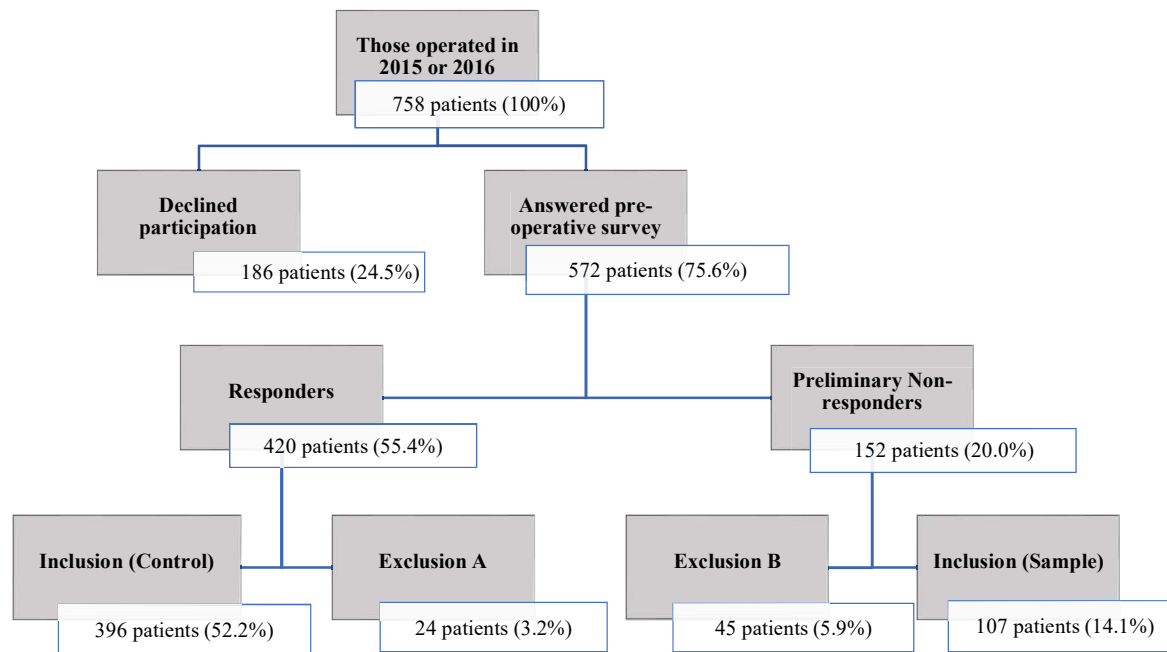 Those operated in
2015 or 2016
758 patients (100%)
Declined
participation
186 patients (24.5%)
Answered pre-
operative survey
572 patients (75.6%)
Responders
420 patients (55.4%)
Preliminary Non-
responders
152 patients (20.0%)
Inclusion (Control)
396 patients (52.2%)
Exclusion A
24 patients (3.2%)
Exclusion B
45 patients (5.9%)
Inclusion (Sample)
107 patients (14.1%)